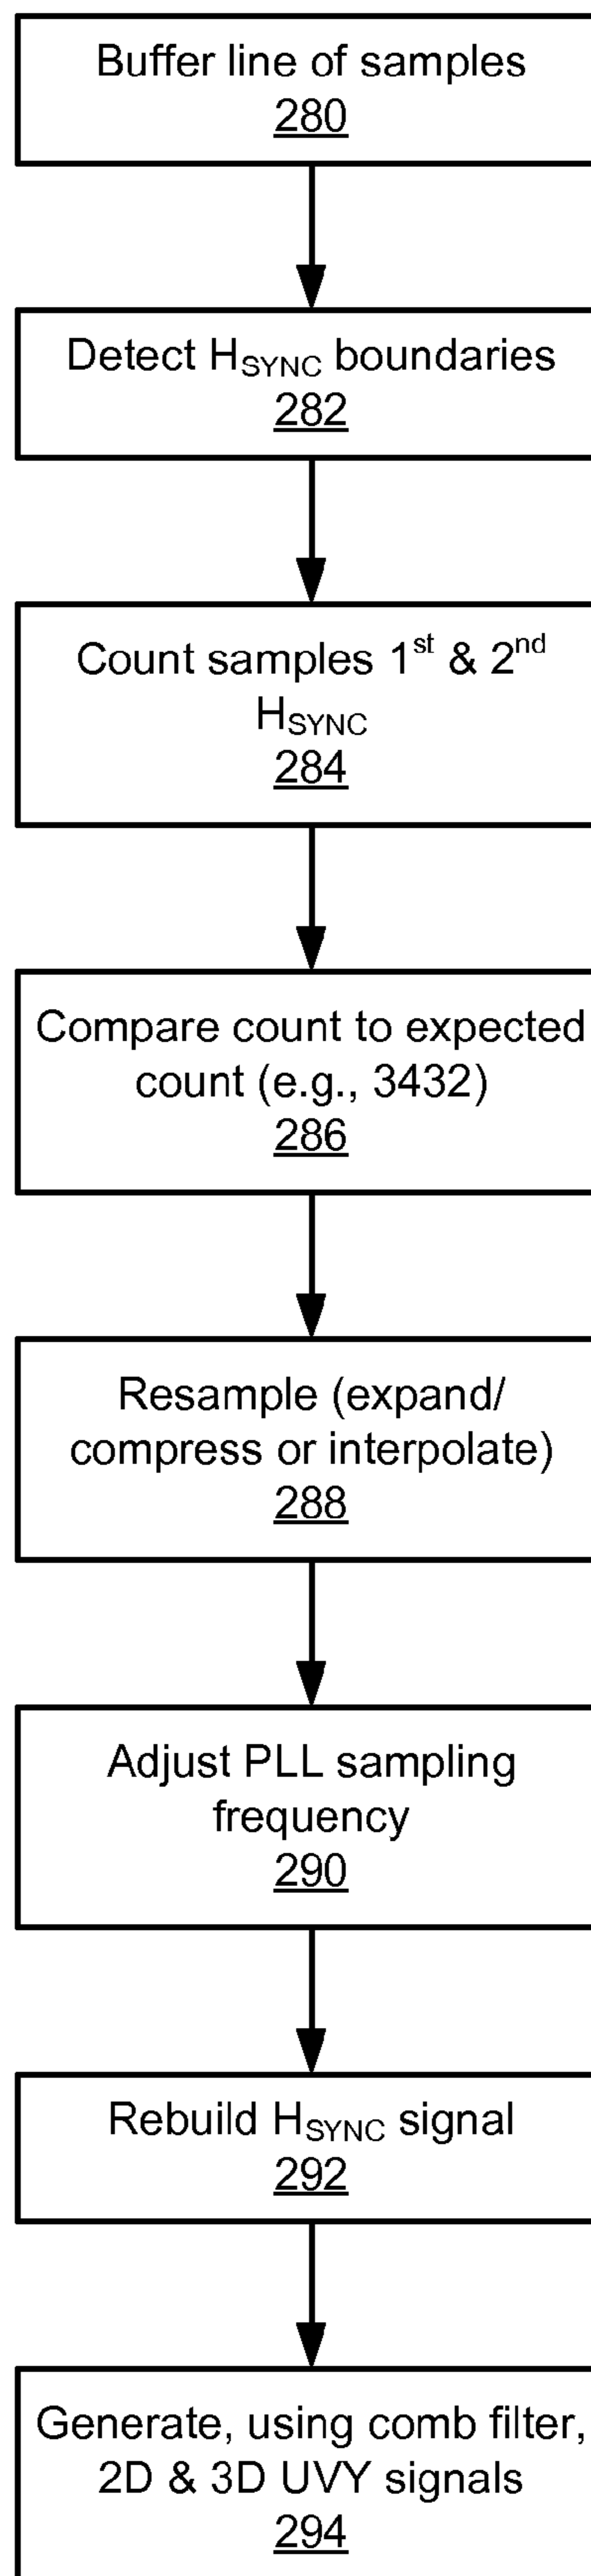 Buffer line of samples
280
Detect HSYNC boundaries
282
Count samples 1st & 2nd
HSYNC
284
Compare count to expected
count (e.g., 3432)
286
Resample (expand/
compress or interpolate)
288
Adjust PLL sampling
frequency
290
Rebuild HSYNC signal
292
Generate, using comb filter,
2D & 3D UVY signals
294